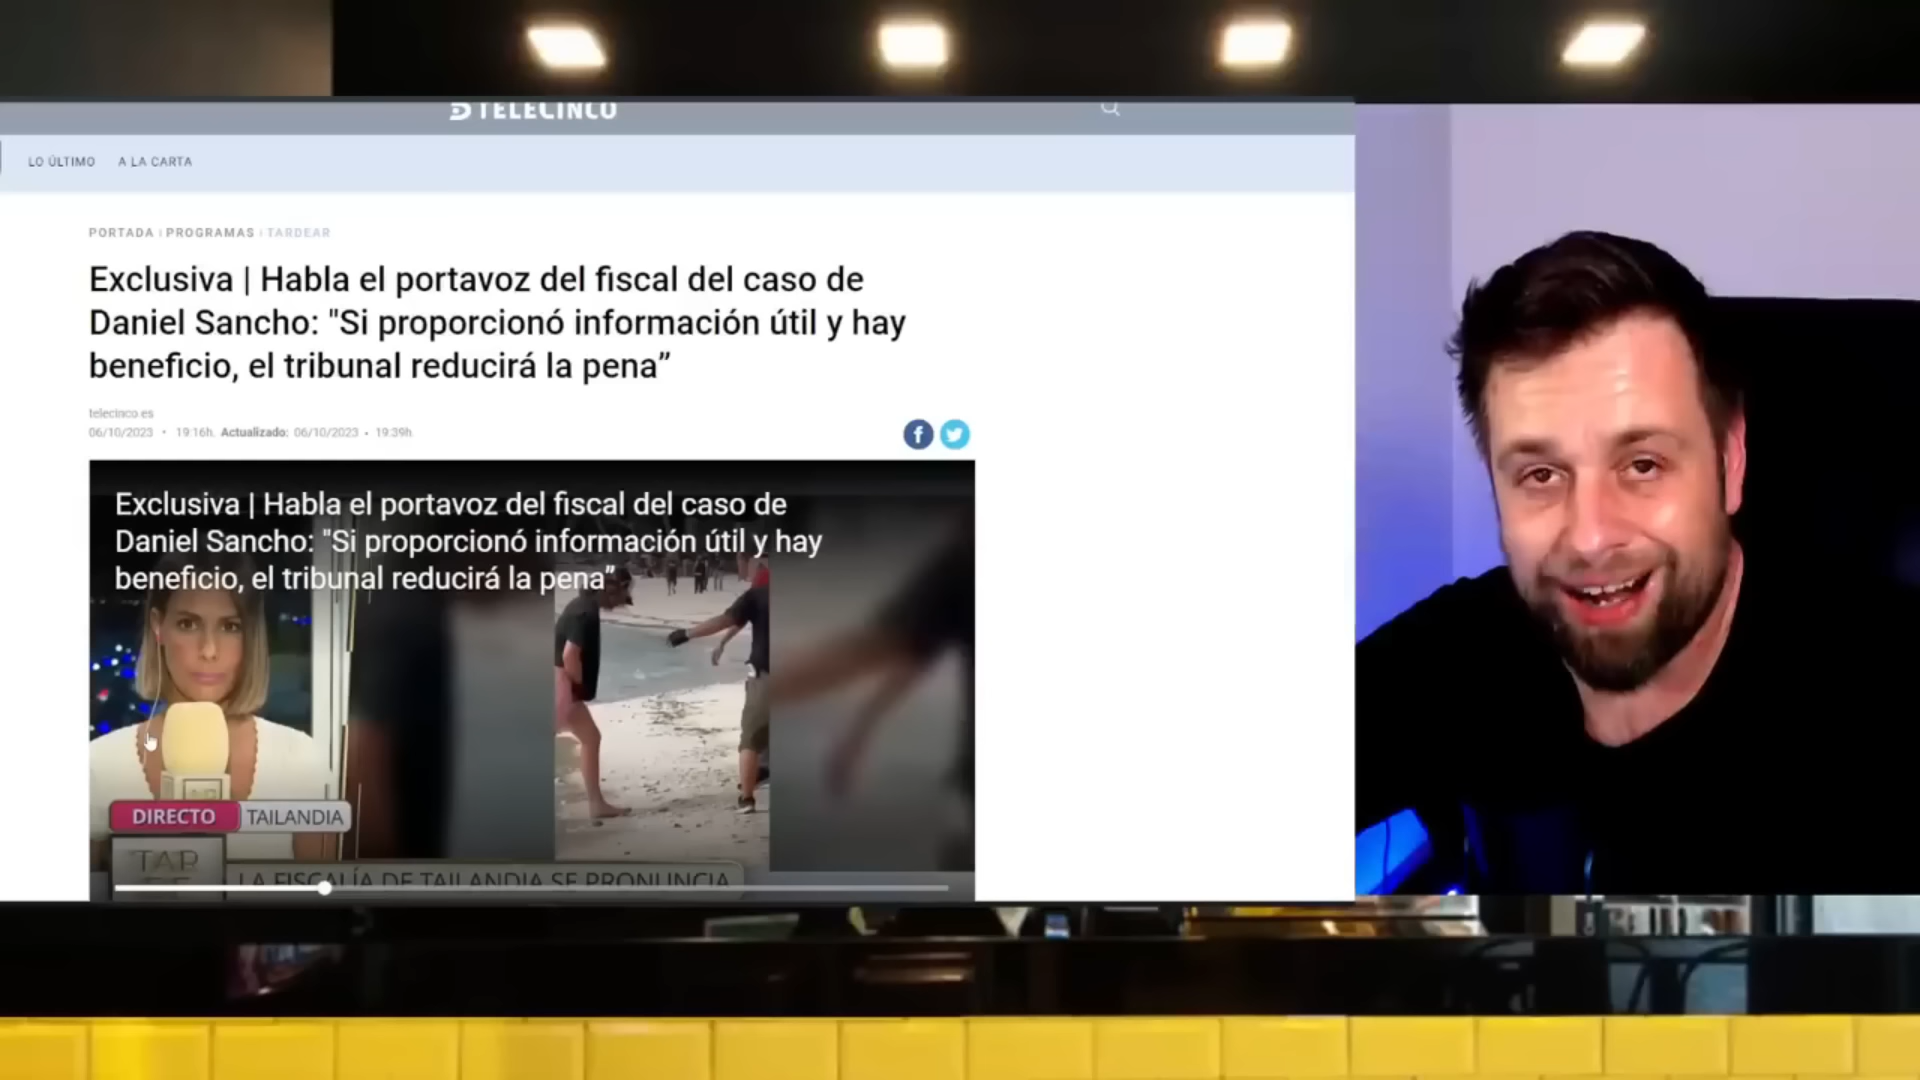 TELECINCO
LO ÚLTIMO A LA CARTA
PORTADA | PROGRAMAS | TARDEAR
Exclusiva | Habla el portavoz del fiscal del caso de
Daniel Sancho: "Si proporcionó información útil y hay
beneficio, el tribunal reducirá la pena”
telecinco es
06/10/2023 • 19:16h. Actualizado: 06/10/2023 • 19:39h.
Exclusiva | Habla el portavoz del fiscal del caso de
Daniel Sancho: "Si proporcionó información útil y hay
beneficio, el tribunal reducirá la pena”
DIRECTO TAILANDIA
LA FISCALÍA DE TAILANDIA SE PRONUNCIA